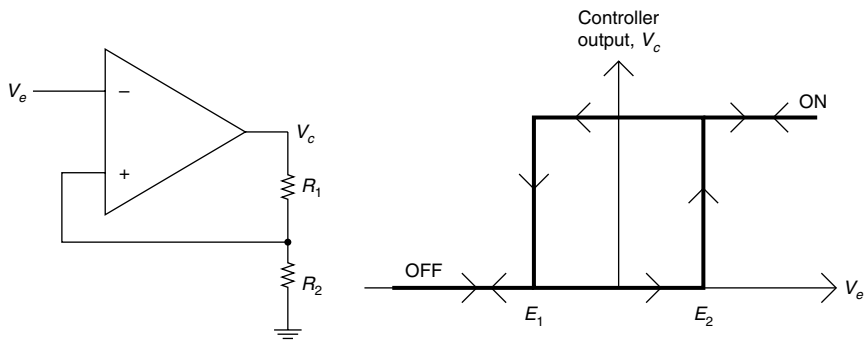 V_e
−
+
V_c
R_1
R_2
Controller
output, V_c
ON
OFF
E_1
E_2
V_e